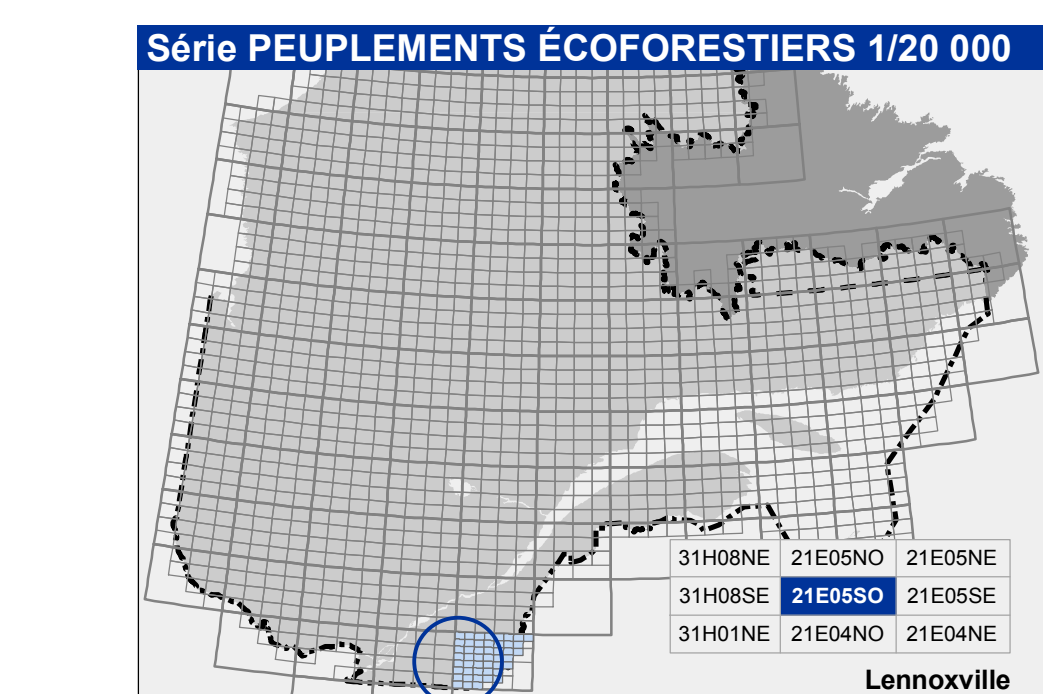 Série PEUPLEMENTS ÉCOFORESTIERS 1/20 000
31H08NE 21E05NO 21E05NE
31H08SE 21E05SO 21E05SE
31H01NE 21E04NO 21E04NE
Lennoxville